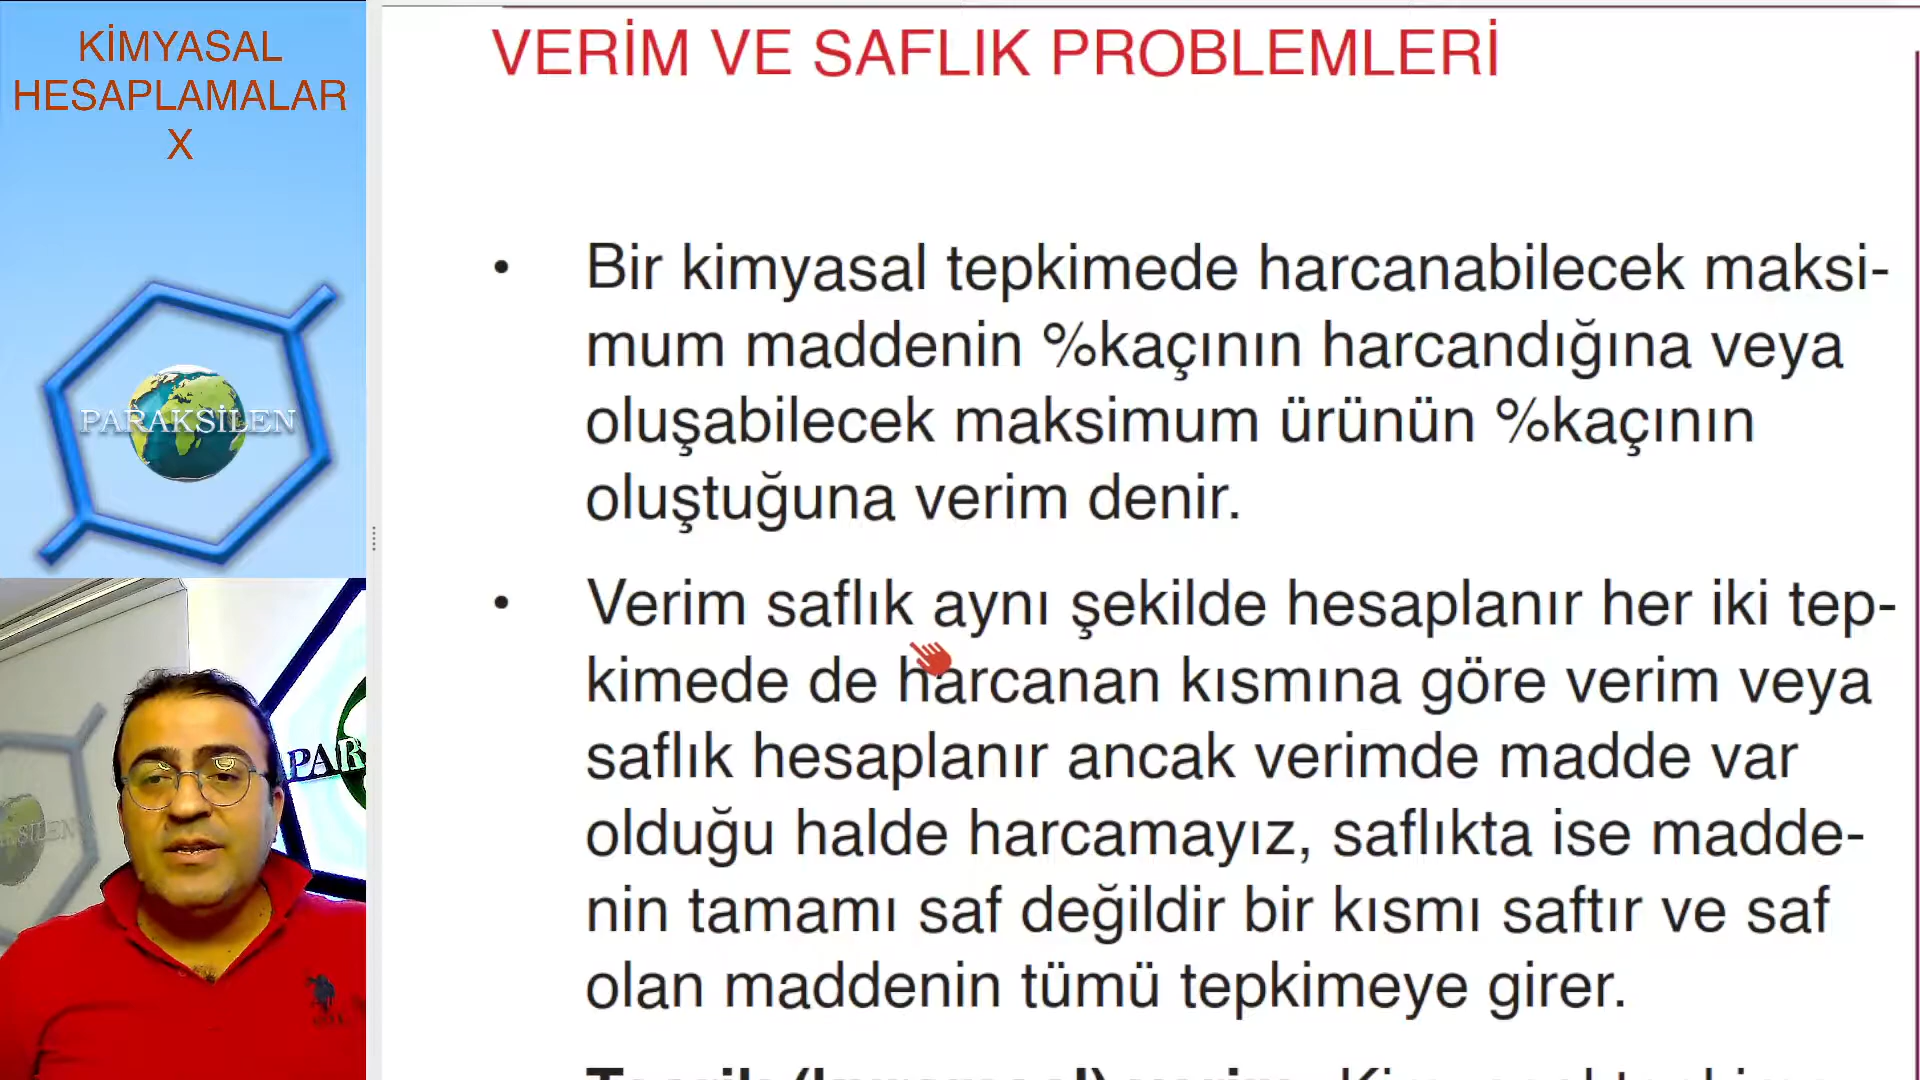 KİMYASAL
HESAPLAMALAR
X
PARAKSİLEN
VERİM VE SAFLIK PROBLEMLERİ
• Bir kimyasal tepkimede harcanabilecek maksi-
mum maddenin %kaçının harcandığına veya
oluşabilecek maksimum ürünün %kaçının
oluştuğuna verim denir.
• Verim saflık aynı şekilde hesaplanır her iki tep-
kimede de harcanan kısmına göre verim veya
saflık hesaplanır ancak verimde madde var
olduğu halde harcamayız, saflıkta ise madde-
nin tamamı saf değildir bir kısmı saftır ve saf
olan maddenin tümü tepkimeye girer.
PAR